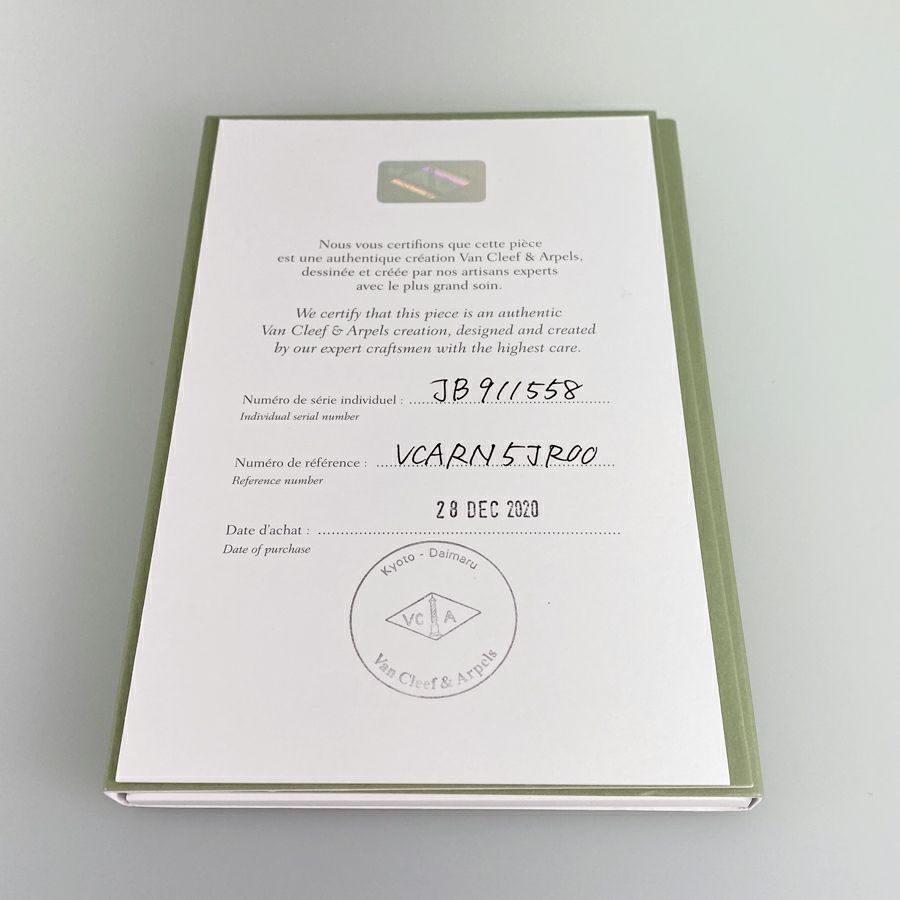 Nous vous certifions que cette pièce
est une authentique création Van Cleef & Arpels,
dessinée et créée par nos artisans experts
avec le plus grand soin.
We certify that this piece is an authentic
Van Cleef & Arpels creation, designed and created
by our expert craftsmen with the highest care.
Numéro de série individuel : JB911558
Individual serial number
Numéro de référence : VCARN5JR00
Reference number
28 DEC 2020
Date d'achat :
Date of purchase
Kyoto - Daimaru
VC A
Van Cleef & Arpels